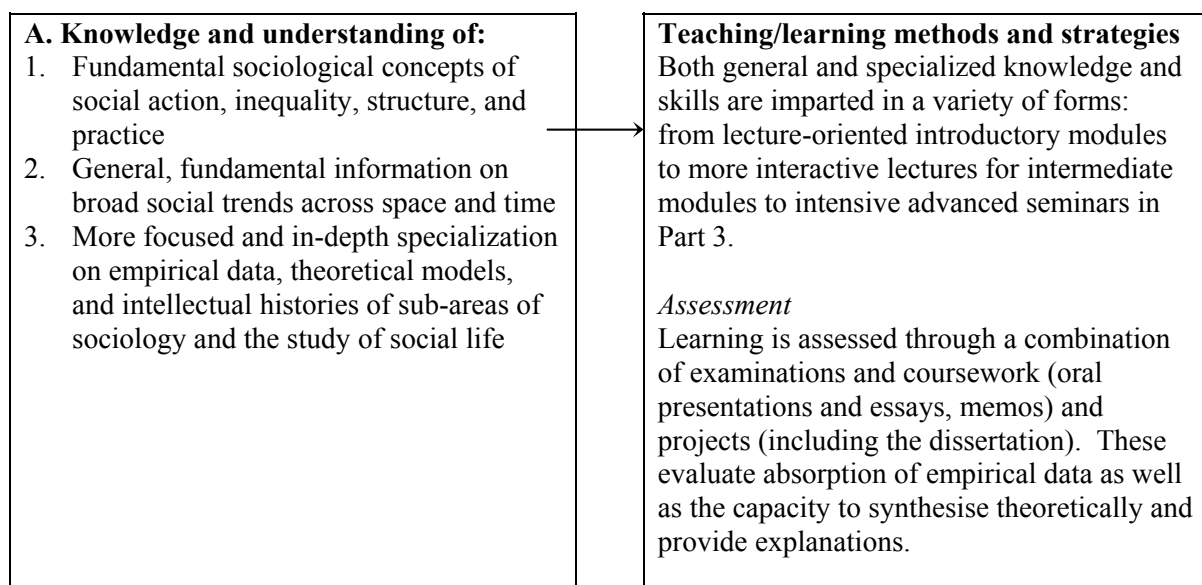 A. Knowledge and understanding of:
1. Fundamental sociological concepts of
social action, inequality, structure, and
practice
2. General, fundamental information on
broad social trends across space and time
3. More focused and in-depth specialization
on empirical data, theoretical models,
and intellectual histories of sub-areas of
sociology and the study of social life
Teaching/learning methods and strategies
Both general and specialized knowledge and
skills are imparted in a variety of forms:
from lecture-oriented introductory modules
to more interactive lectures for intermediate
modules to intensive advanced seminars in
Part 3.
Assessment
Learning is assessed through a combination
of examinations and coursework (oral
presentations and essays, memos) and
projects (including the dissertation).  These
evaluate absorption of empirical data as well
as the capacity to synthesise theoretically and
provide explanations.